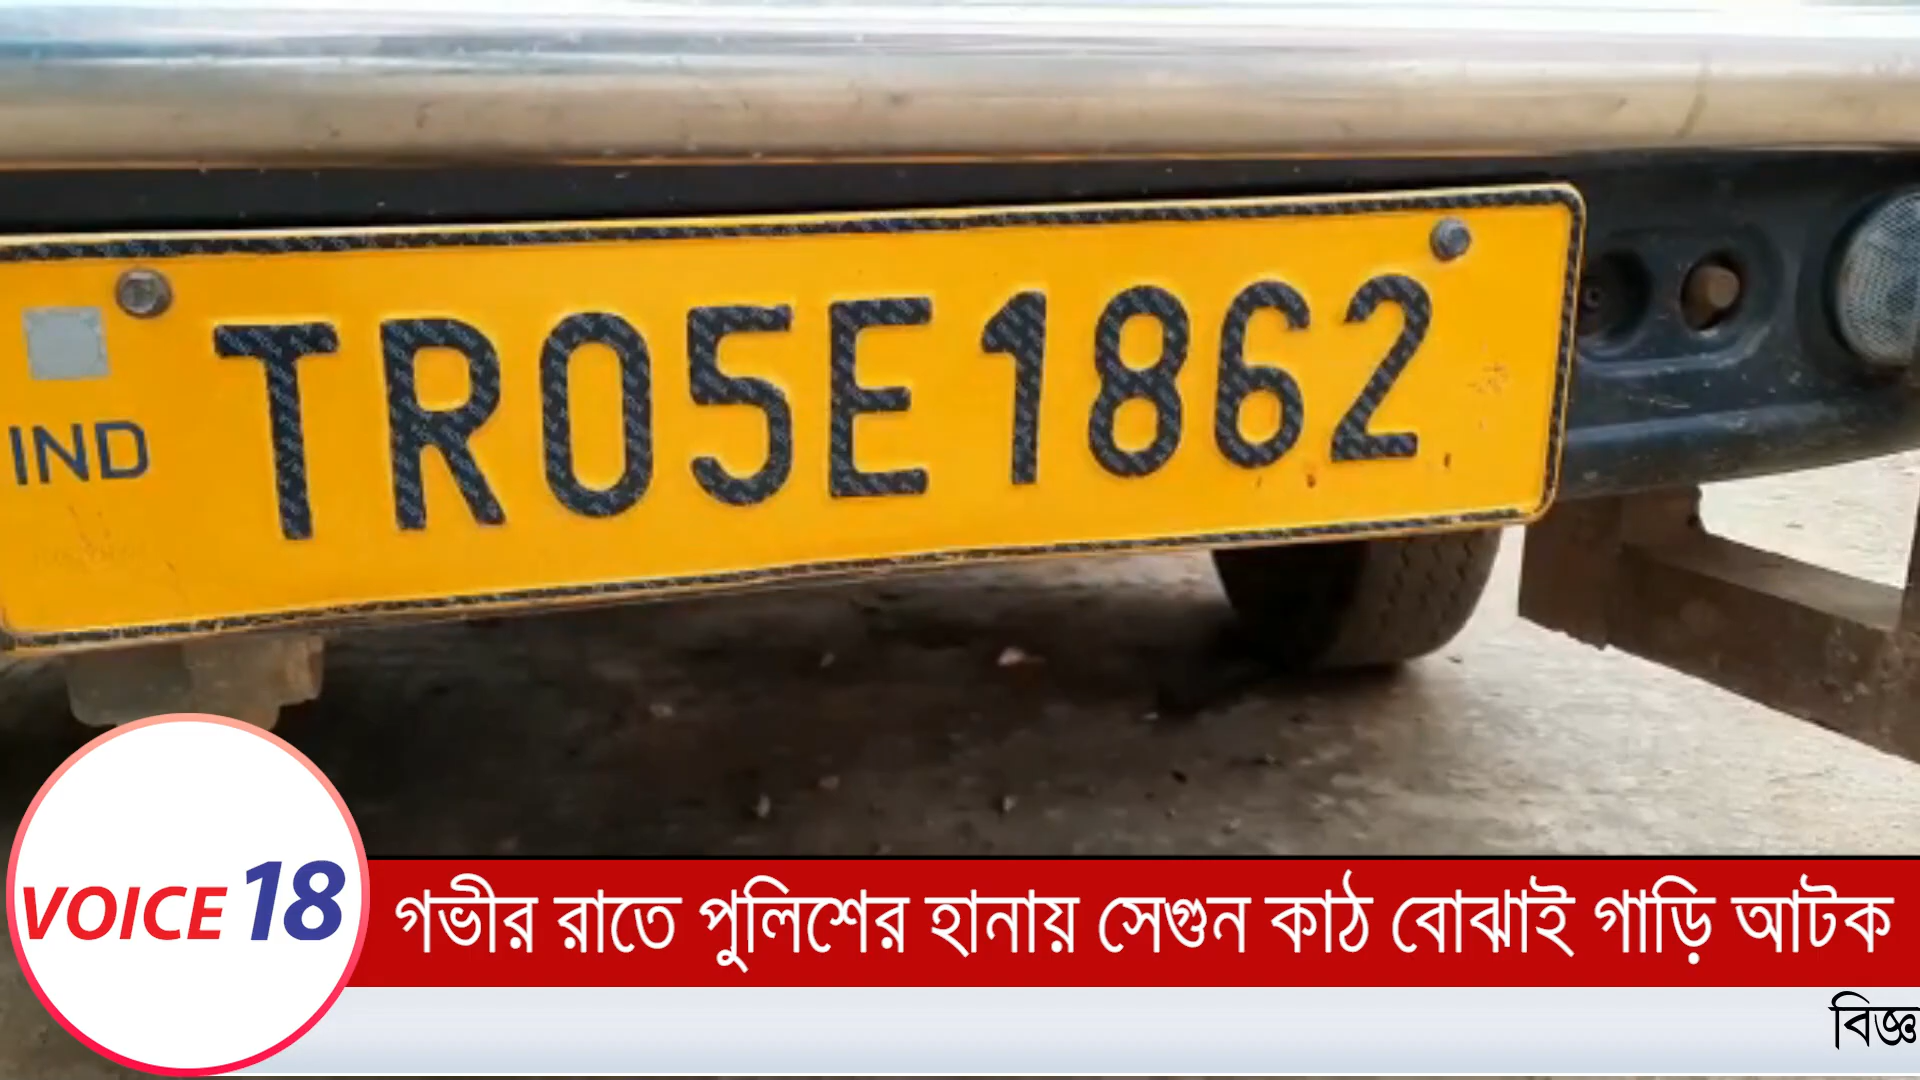 IND
TR05E1862
VOICE 18
গভীর রাতে পুলিশের হানায় সেগুন কাঠ বোঝাই গাড়ি আটক